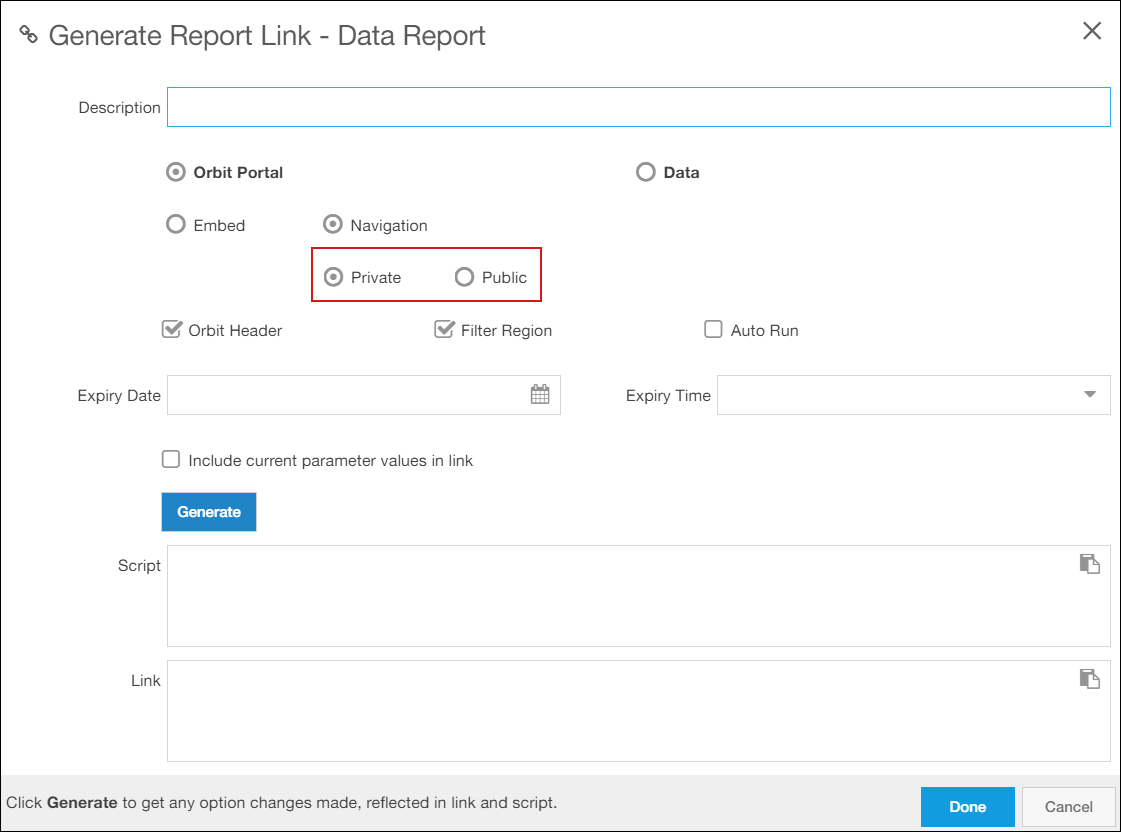 Generate Report Link - Data Report
Description
Orbit Portal Data
Embed Navigation
Private Public
Orbit Header Filter Region Auto Run
Expiry Date Expiry Time
Include current parameter values in link
Generate
Script
Link
Click Generate to get any option changes made, reflected in link and script.
Done Cancel